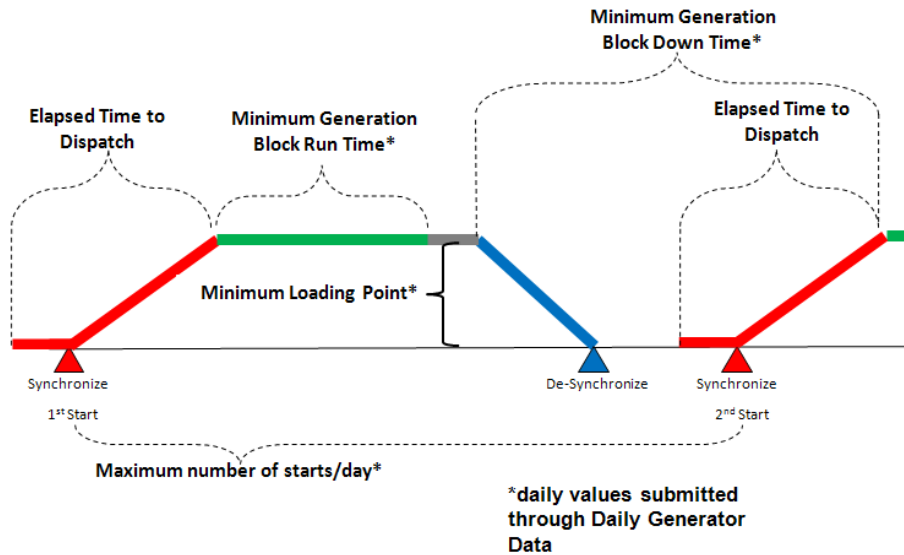 Minimum Generation
Block Down Time*
Elapsed Time to
Dispatch
Minimum Generation
Block Run Time*
Elapsed Time to
Dispatch
Minimum Loading Point*
Synchronize
De-Synchronize
Synchronize
1st Start
2nd Start
Maximum number of starts/day*
*daily values submitted
through Daily Generator
Data